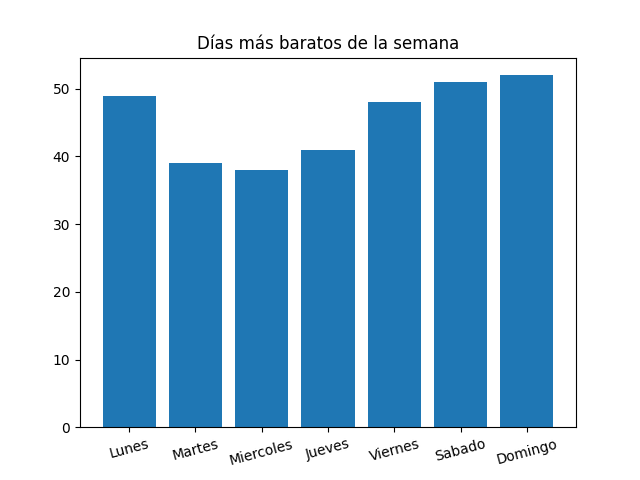 Días más baratos de la semana
50
40
30
20
10
0
Lunes
Martes
Miercoles
Jueves
Viernes
Sabado
Domingo